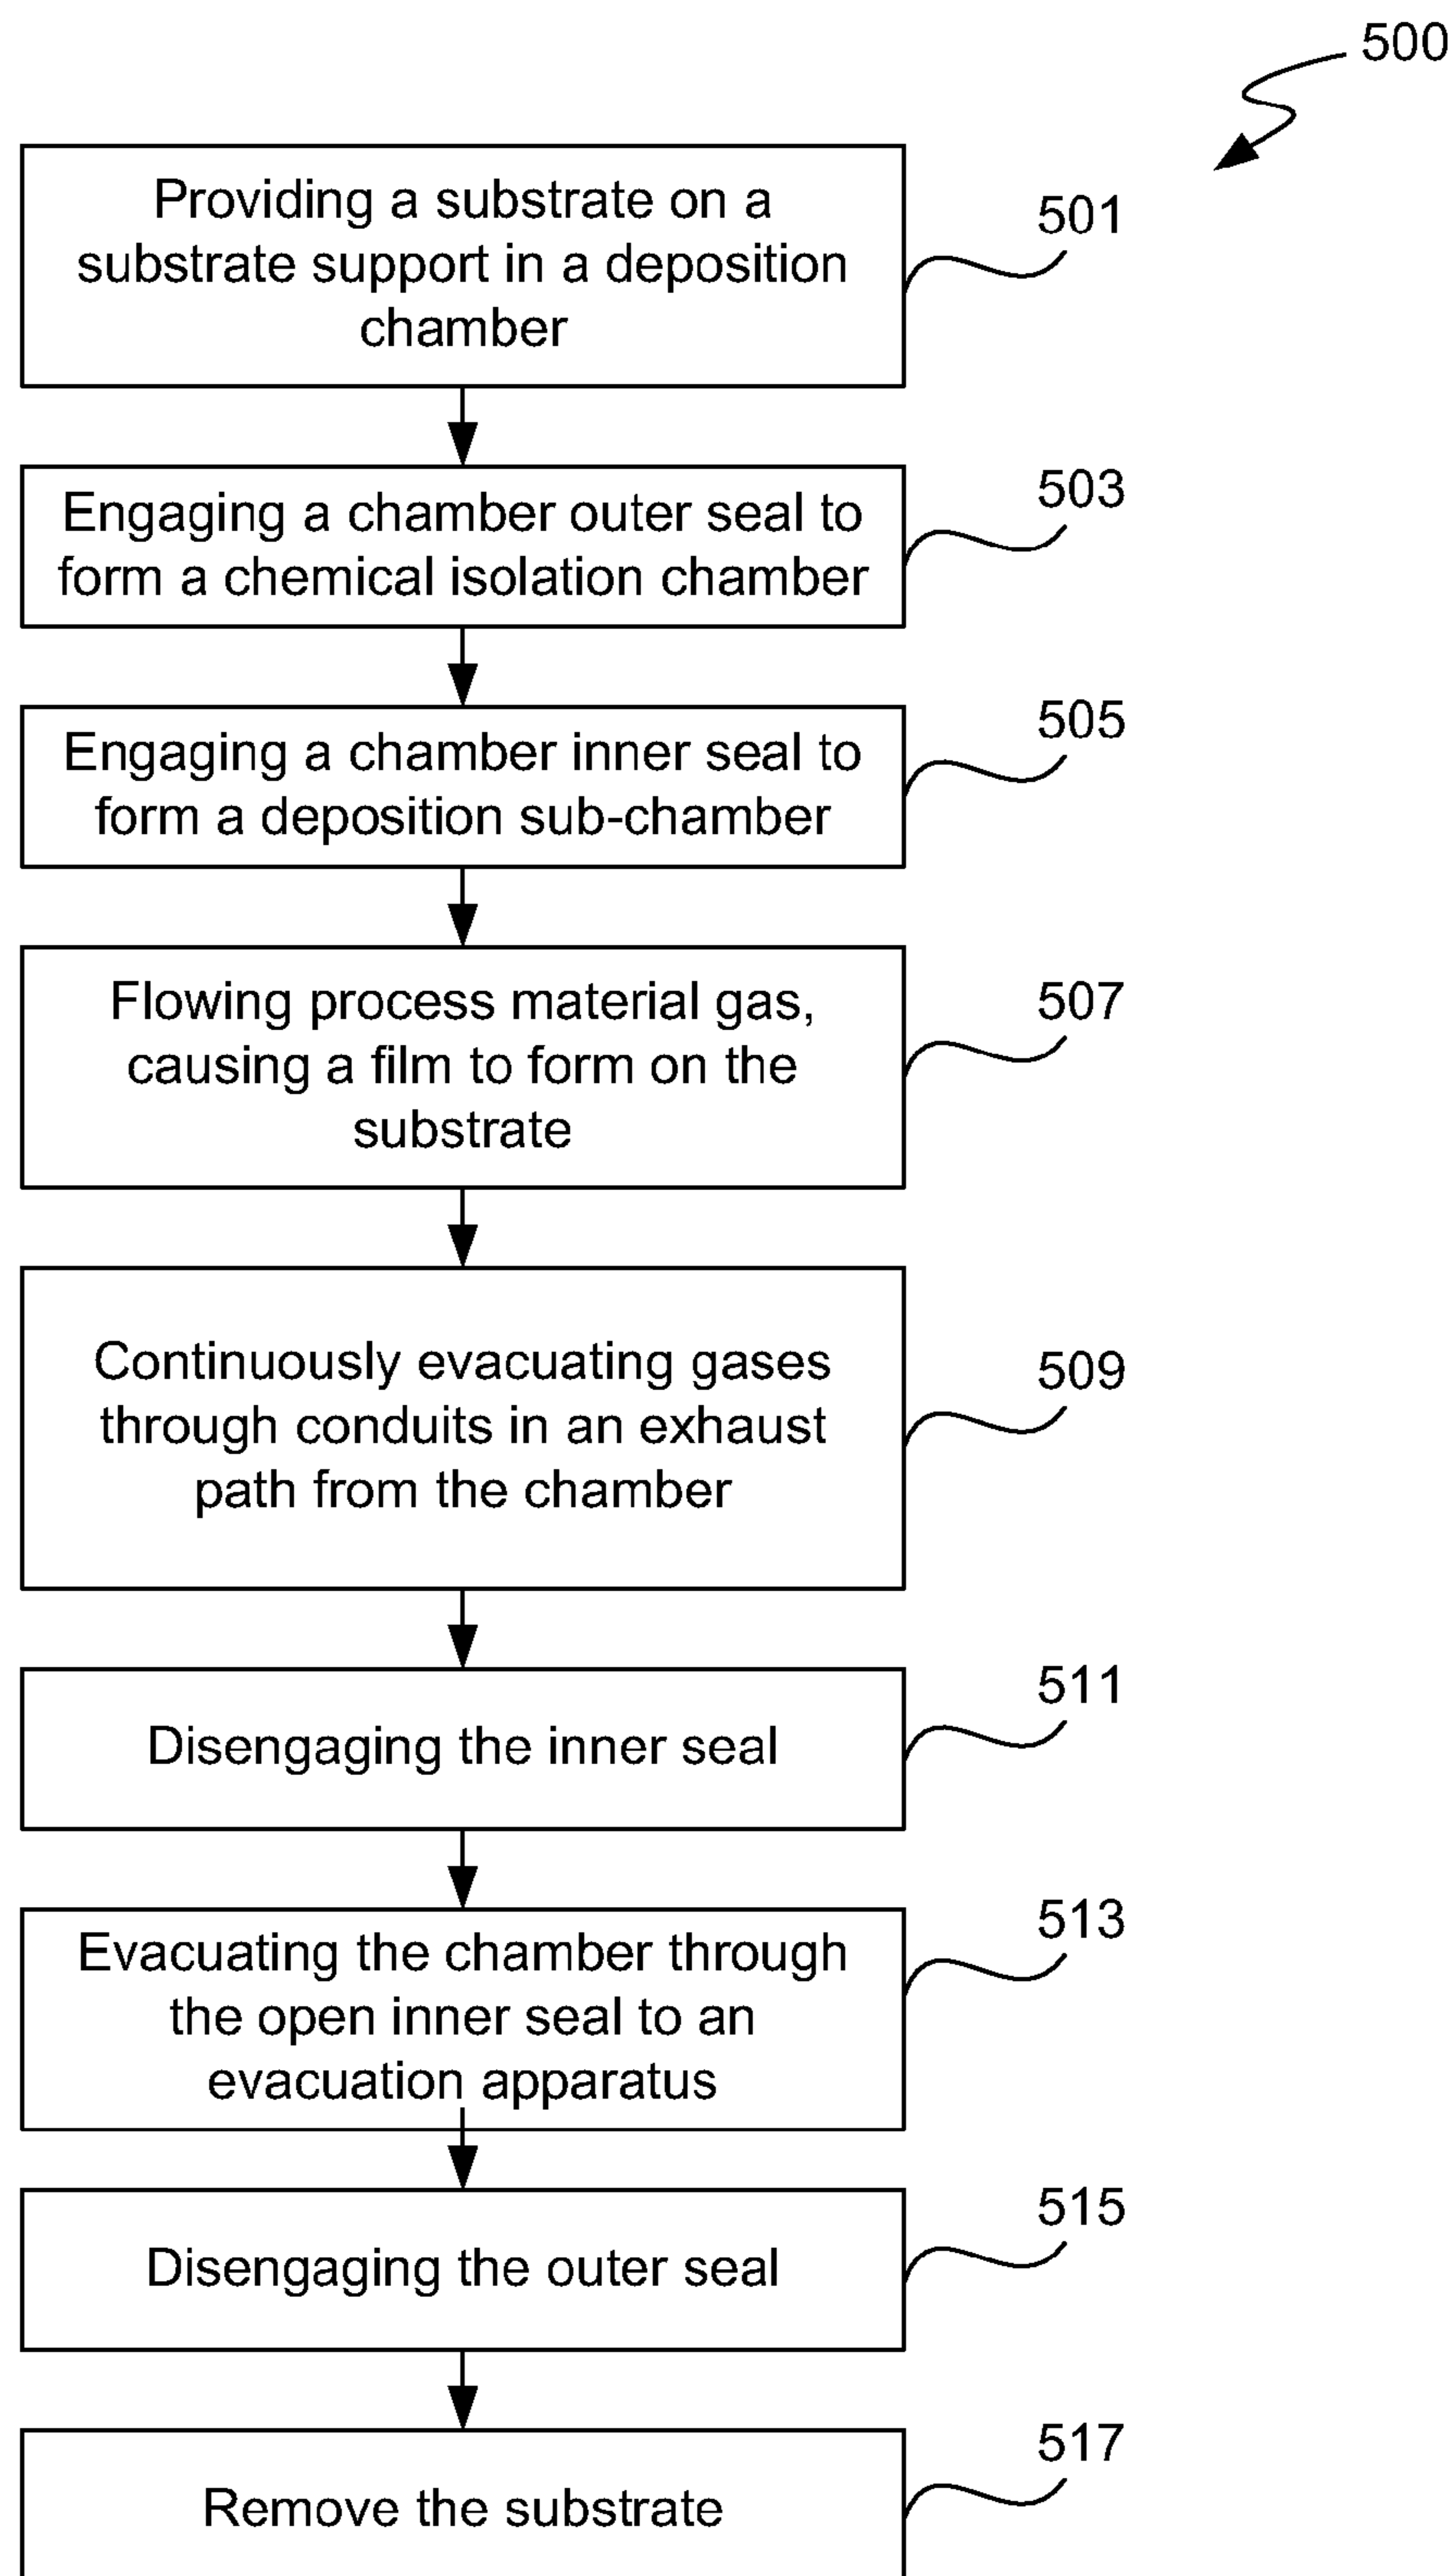 500
Providing a substrate on a
substrate support in a deposition
chamber
501
Engaging a chamber outer seal to
form a chemical isolation chamber
503
Engaging a chamber inner seal to
form a deposition sub-chamber
505
Flowing process material gas,
causing a film to form on the
substrate
507
Continuously evacuating gases
through conduits in an exhaust
path from the chamber
509
Disengaging the inner seal
511
Evacuating the chamber through
the open inner seal to an
evacuation apparatus
513
Disengaging the outer seal
515
Remove the substrate
517